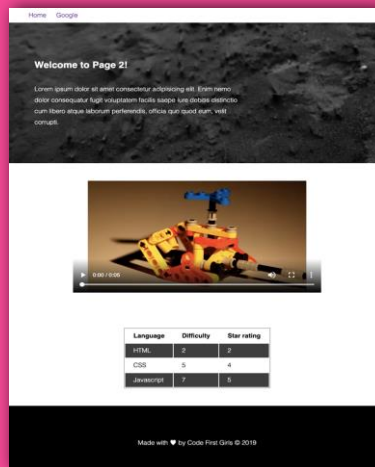 Home Google
Welcome to Page 2!
Lorem ipsum dolor sit amet consectetur adipisicing elit. Enim nemo
dolor consequatur fugit voluptatem facilis saepe iure debitis distinctio
cum libero atque laborum perferendis, officia quo quod eum, velit
corrupti.
0:00 / 0:05
Language Difficulty Star rating
HTML 2 2
CSS 5 4
Javascript 7 5
Made with ♥ by Code First Girls © 2019